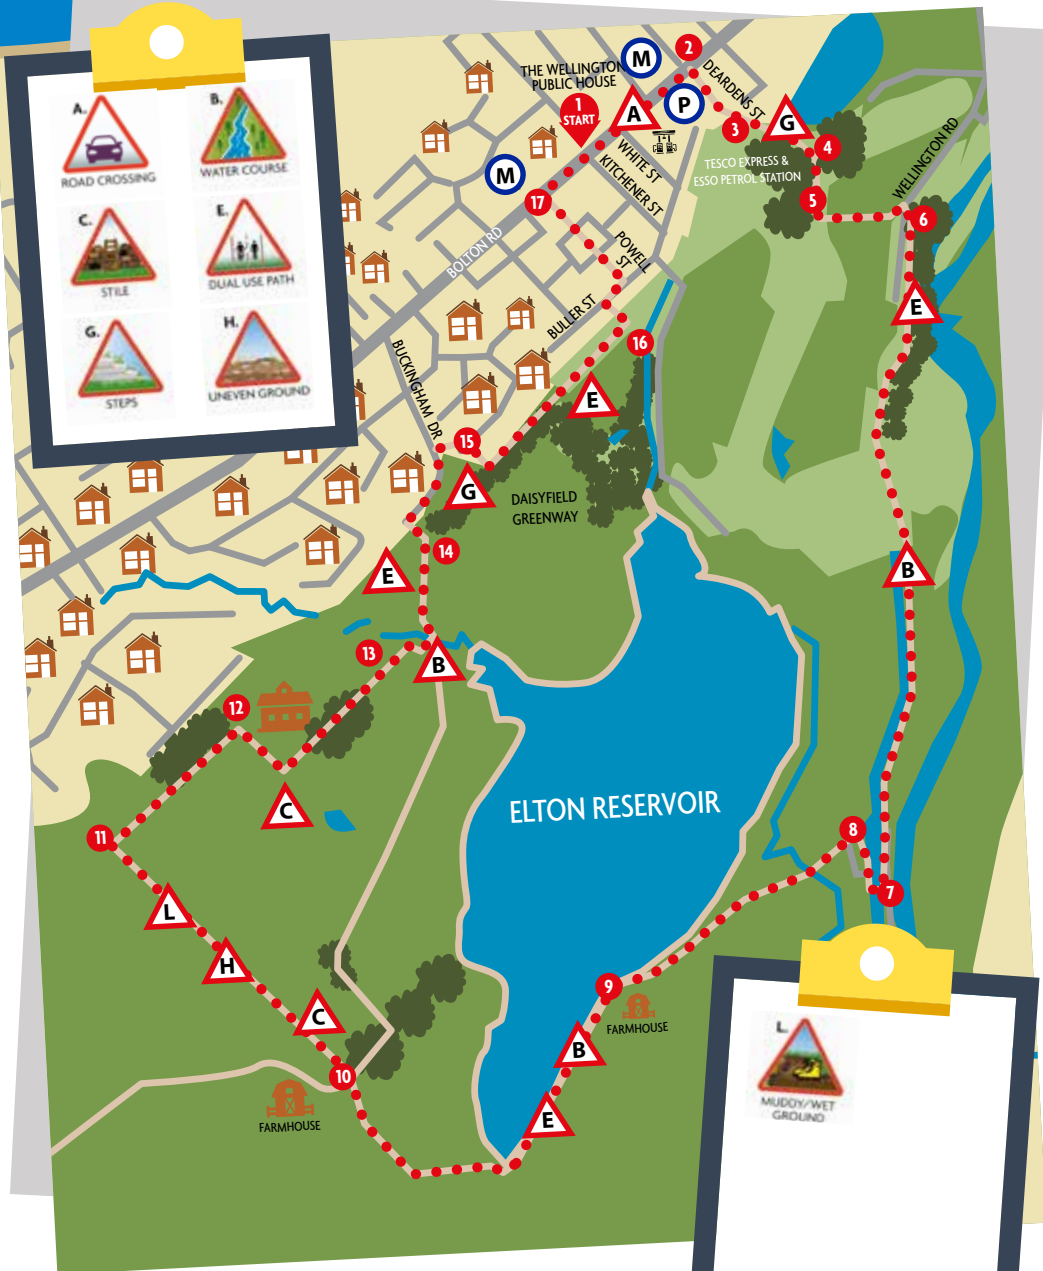 A.
ROAD CROSSING
B.
WATER COURSE
C.
STILE
E.
DUAL USE PATH
G.
STEPS
H.
UNEVEN GROUND
THE WELLINGTON
PUBLIC HOUSE
M
2
1
START
A
P
DEARDENS ST
3
G
4
TESCO EXPRESS &
ESSO PETROL STATION
WHITE ST
KITCHENER ST
M
17
5
6
WELLINGTON RD
BOLTON RD
POWELL
ST
E
BULLER ST
16
BUCKINGHAM DR
E
15
G
DAISYFIELD
GREENWAY
14
E
B
13
B
12
C
ELTON RESERVOIR
11
8
7
L
H
C
9
FARMHOUSE
B
10
FARMHOUSE
E
L.
MUDDY/WET
GROUND